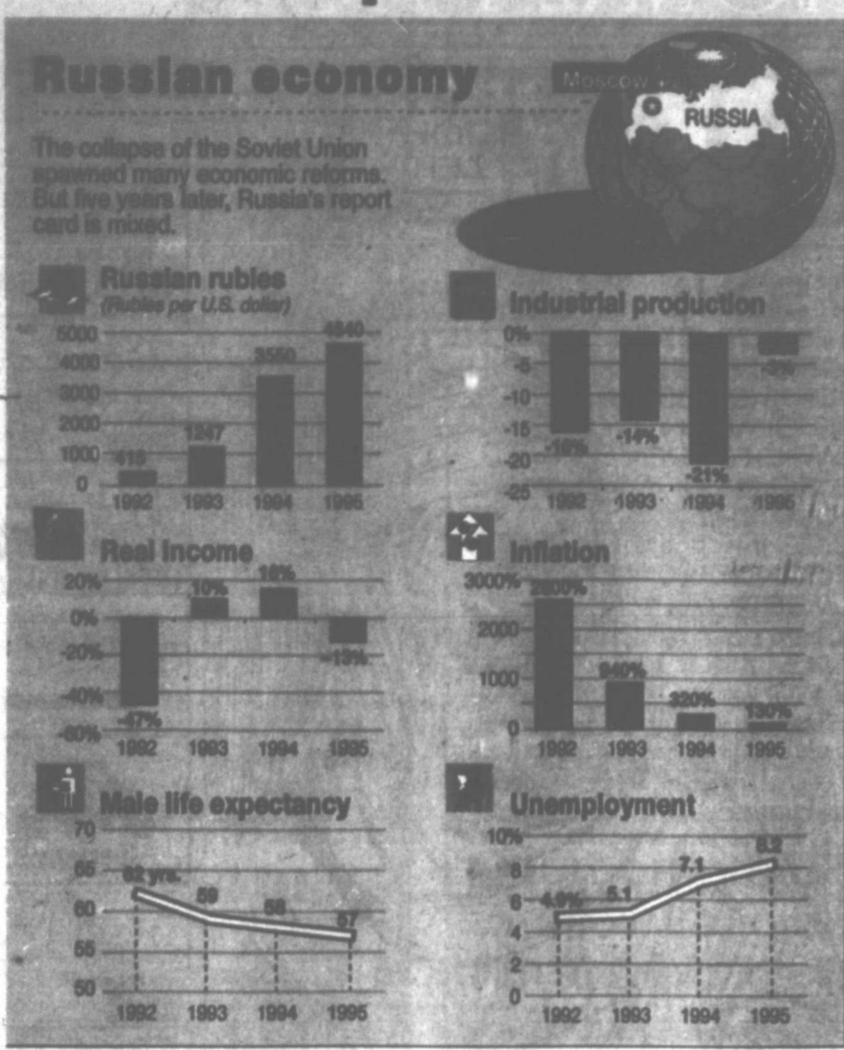 Russian economy
Moscow
RUSSIA
The collapse of the Soviet Union
spawned many economic reforms.
But five years later, Russia's report
card is mixed.
Russian rubles
(Rubles per U.S. dollar)
5000
4000
3000
2000
1000
0
415
1247
3550
4640
1992 1993 1994 1995
Industrial production
0%
-5
-10
-15
-20
-25
-16%
-14%
-21%
-3%
1992 1993 1994 1995
Real income
20%
0%
-20%
-40%
-60%
-47%
10%
16%
-13%
1992 1993 1994 1995
Inflation
3000%
2000
1000
0
2600%
940%
320%
130%
1992 1993 1994 1995
Male life expectancy
70
65
60
55
50
62 yrs.
59
58
57
1992 1993 1994 1995
Unemployment
10%
8
6
4
2
0
4.9%
5.1
7.1
8.2
1992 1993 1994 1995